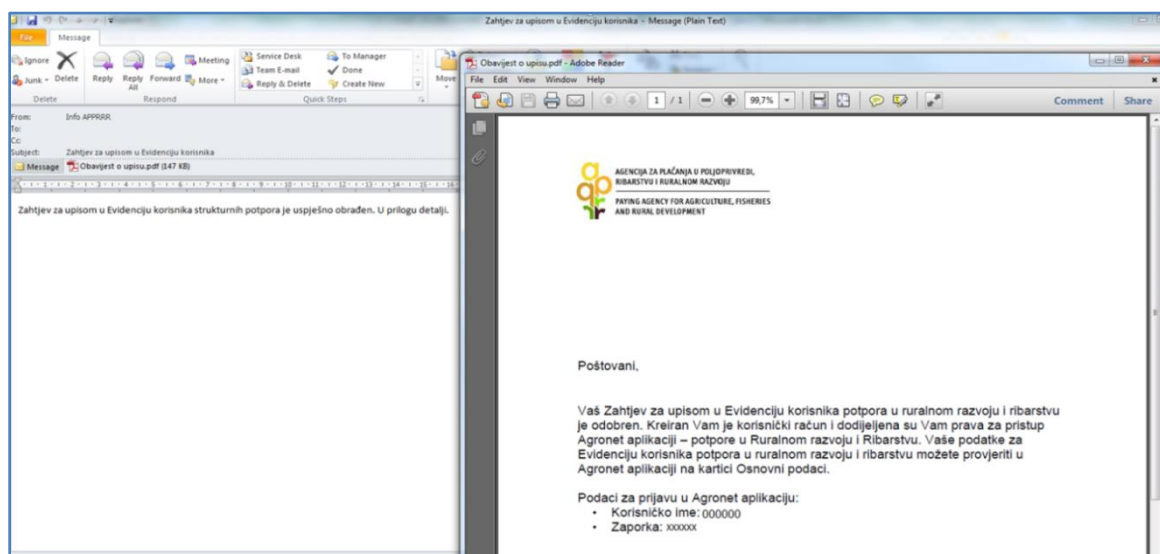 Zahtjev za upisom u Evidenciju korisnika - Message (Plain Text)
File Message
Ignore
Junk Delete
Reply Reply All Forward Meeting More
Service Desk To Manager
Team E-mail Done
Reply & Delete Create New
Move
Delete Respond Quick Steps
From: Info APPRRR
To:
Cc:
Subject: Zahtjev za upisom u Evidenciju korisnika
Message Obavijest o upisu.pdf (147 KB)
Zahtjev za upisom u Evidenciju korisnika strukturnih potpora je uspješno obrađen. U prilogu detalji.
Obavijest o upisu.pdf - Adobe Reader
File Edit View Window Help
1 / 1 99,7% Comment Share
AGENCIJA ZA PLAĆANJA U POLJOPRIVREDI,
RIBARSTVU I RURALNOM RAZVOJU
PAYING AGENCY FOR AGRICULTURE, FISHERIES
AND RURAL DEVELOPMENT
Poštovani,
Vaš Zahtjev za upisom u Evidenciju korisnika potpora u ruralnom razvoju i ribarstvu
je odobren. Kreiran Vam je korisnički račun i dodijeljena su Vam prava za pristup
Agronet aplikaciji – potpore u Ruralnom razvoju i Ribarstvu. Vaše podatke za
Evidenciju korisnika potpora u ruralnom razvoju i ribarstvu možete provjeriti u
Agronet aplikaciji na kartici Osnovni podaci.
Podaci za prijavu u Agronet aplikaciju:
• Korisničko ime: 000000
• Zaporka: xxxxxx